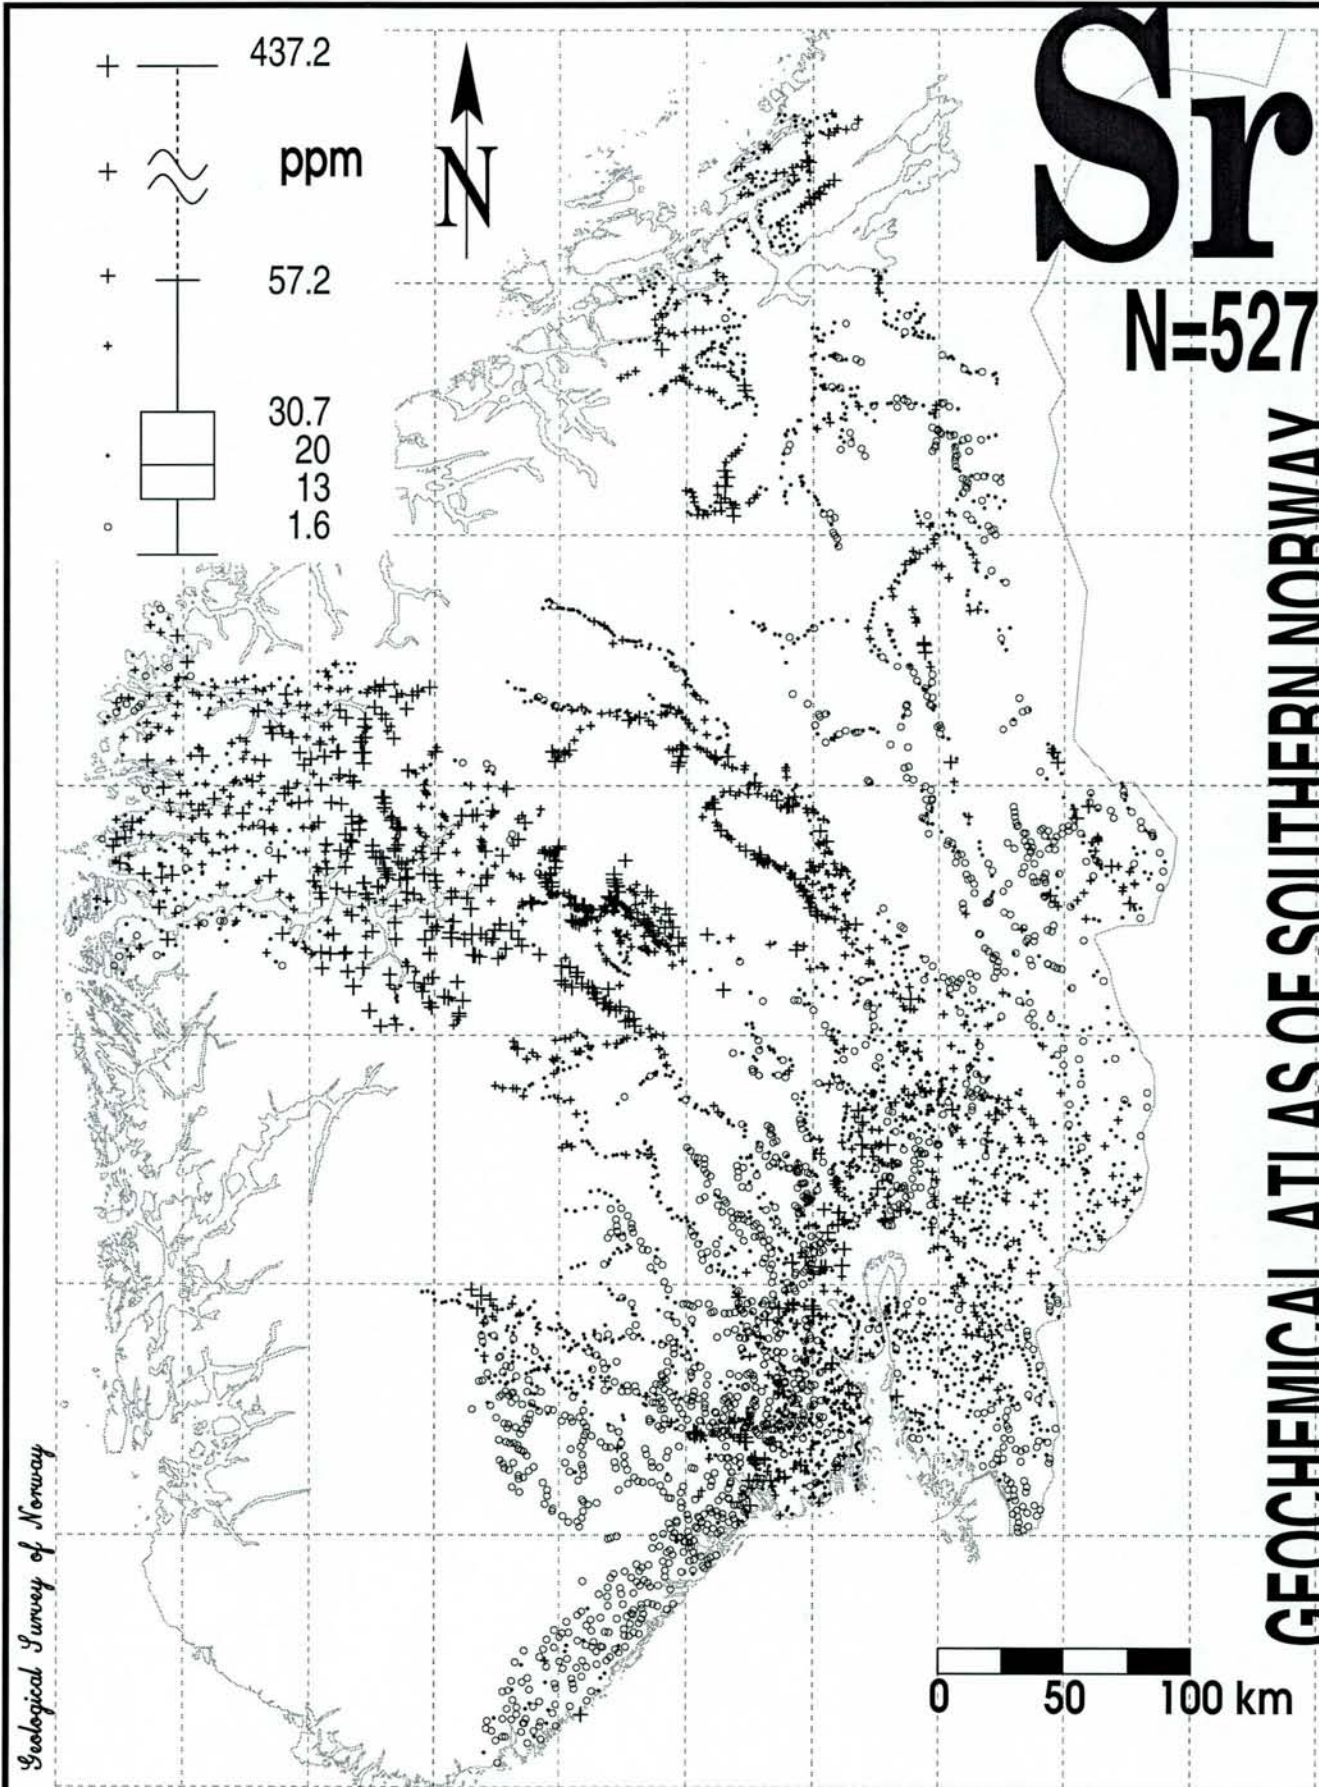 Sr
N=527
437.2
ppm
57.2
30.7
20
13
1.6
N
GEOCHEMICAL ATLAS OF SOUTHERN NORWAY
Geological Survey of Norway
0 50 100 km